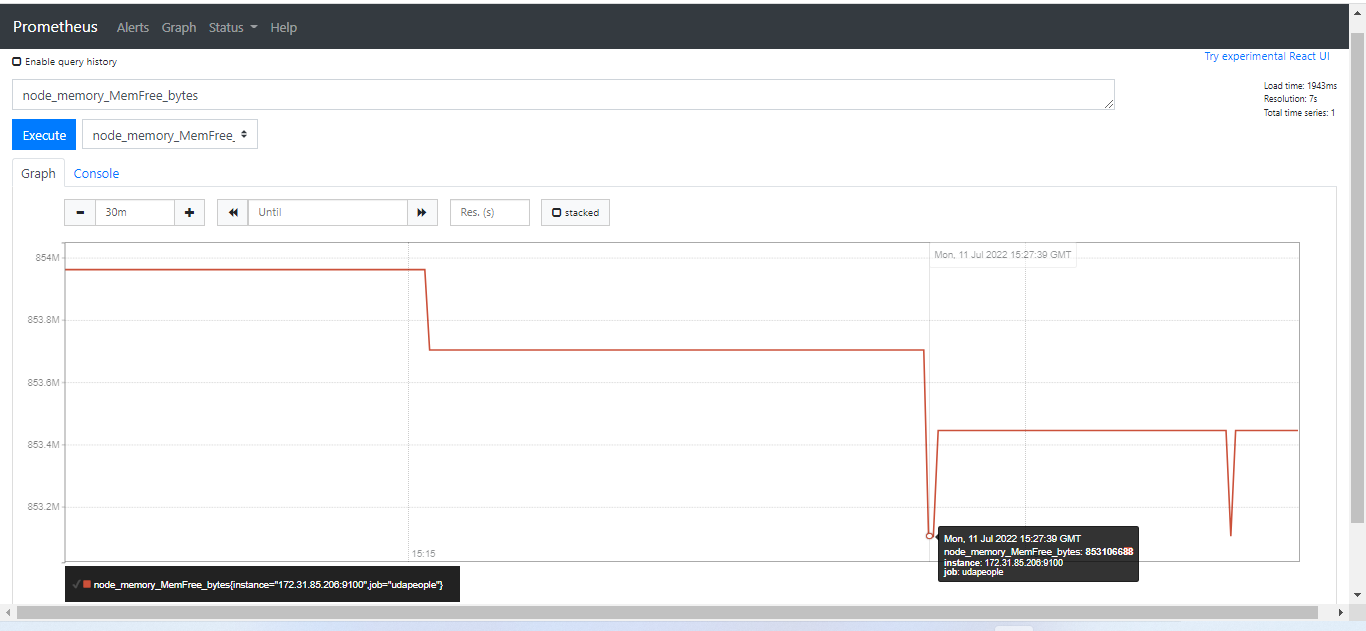 Prometheus Alerts Graph Status Help
Enable query history
Try experimental React UI
node_memory_MemFree_bytes
Load time: 1943ms
Resolution: 7s
Total time series: 1
Execute node_memory_MemFree_
Graph Console
30m Until Res. (s) stacked
Mon, 11 Jul 2022 15:27:39 GMT
854M
853.8M
853.6M
853.4M
853.2M
15:15
Mon, 11 Jul 2022 15:27:39 GMT
node_memory_MemFree_bytes: 853106688
instance: 172.31.85.206:9100
job: udapeople
node_memory_MemFree_bytes{instance="172.31.85.206:9100",job="udapeople"}